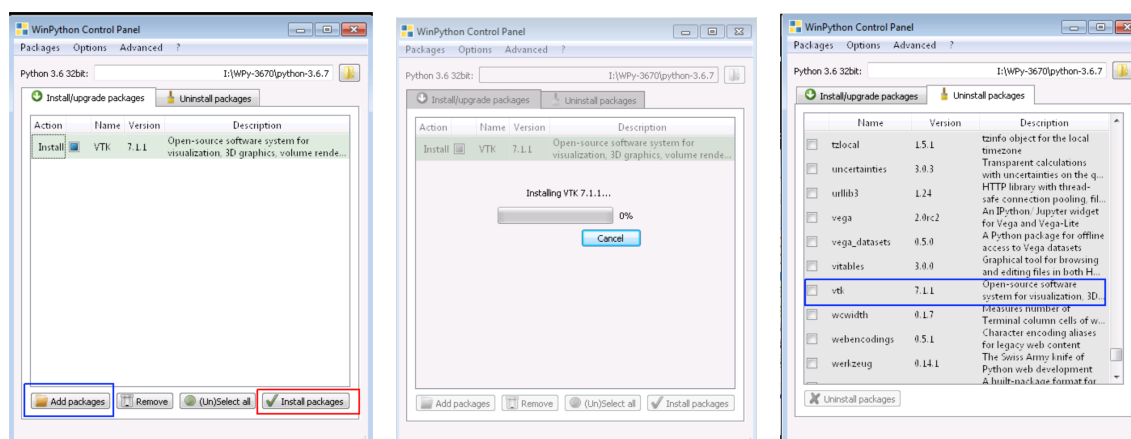 WinPython Control Panel
Packages Options Advanced ?
Python 3.6 32bit: I:\WPy-3670\python-3.6.7
Install/upgrade packages Uninstall packages
Action Name Version Description
Install VTK 7.1.1 Open-source software system for
visualization, 3D graphics, volume rende...
Add packages Remove (Un)Select all Install packages
WinPython Control Panel
Packages Options Advanced ?
Python 3.6 32bit: I:\WPy-3670\python-3.6.7
Install/upgrade packages Uninstall packages
Action Name Version Description
Install VTK 7.1.1 Open-source software system for
visualization, 3D graphics, volume rende...
Installing VTK 7.1.1...
0%
Cancel
Add packages Remove (Un)Select all Install packages
WinPython Control Panel
Packages Options Advanced ?
Python 3.6 32bit: I:\WPy-3670\python-3.6.7
Install/upgrade packages Uninstall packages
Name Version Description
tzlocal 1.5.1 tzinfo object for the local
timezone
uncertainties 3.0.3 Transparent calculations
with uncertainties on the q...
urllib3 1.24 HTTP library with thread-
safe connection pooling, fil...
vega 2.0rc2 An IPython/ Jupyter widget
for Vega and Vega-Lite
vega_datasets 0.5.0 A Python package for offline
access to Vega datasets
vitables 3.0.0 Graphical tool for browsing
and editing files in both H...
vtk 7.1.1 Open-source software
system for visualization, 3D...
wcwidth 0.1.7 Measures number of
Terminal column cells of w...
webencodings 0.5.1 Character encoding aliases
for legacy web content
werkzeug 0.14.1 The Swiss Army knife of
Python web development
A built-package format for
Uninstall packages